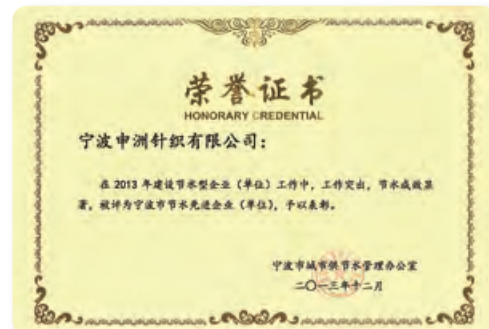 荣誉证书
HONORARY CREDENTIAL
宁波申洲针织有限公司：
在 2013 年建设节水型企业（单位）工作中，工作突出，节水成效显
著，被评为宁波市节水先进企业（单位），予以表彰。
宁波市城市供节水管理办公室
二〇一三年十二月